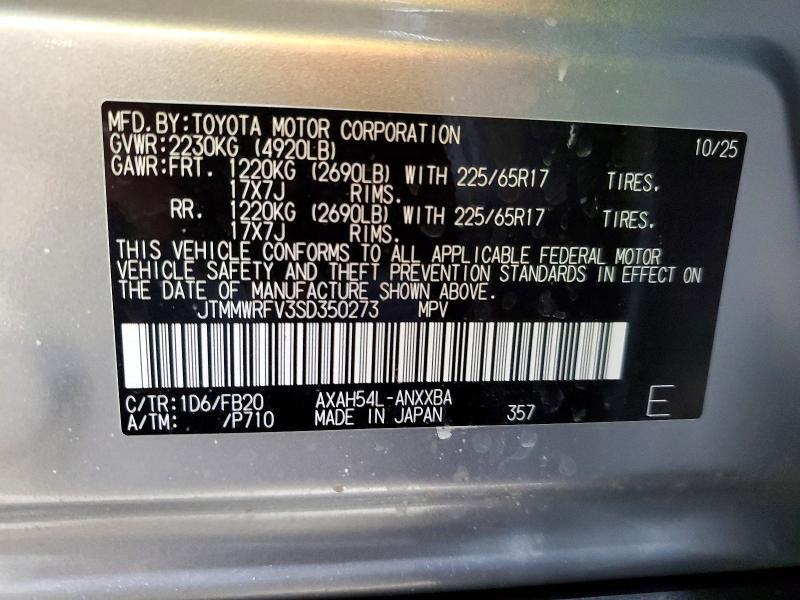 MFD.BY:TOYOTA MOTOR CORPORATION 10/25
GVWR:2230KG (4920LB)
GAWR:FRT. 1220KG (2690LB) WITH 225/65R17 TIRES.
17X7J RIMS.
RR. 1220KG (2690LB) WITH 225/65R17 TIRES.
17X7J RIMS.
THIS VEHICLE CONFORMS TO ALL APPLICABLE FEDERAL MOTOR
VEHICLE SAFETY AND THEFT PREVENTION STANDARDS IN EFFECT ON
THE DATE OF MANUFACTURE SHOWN ABOVE.
JTMMWRFV3SD350273 MPV
C/TR:1D6/FB20 AXAH54L-ANXXBA
A/TM: /P710 MADE IN JAPAN 357 E